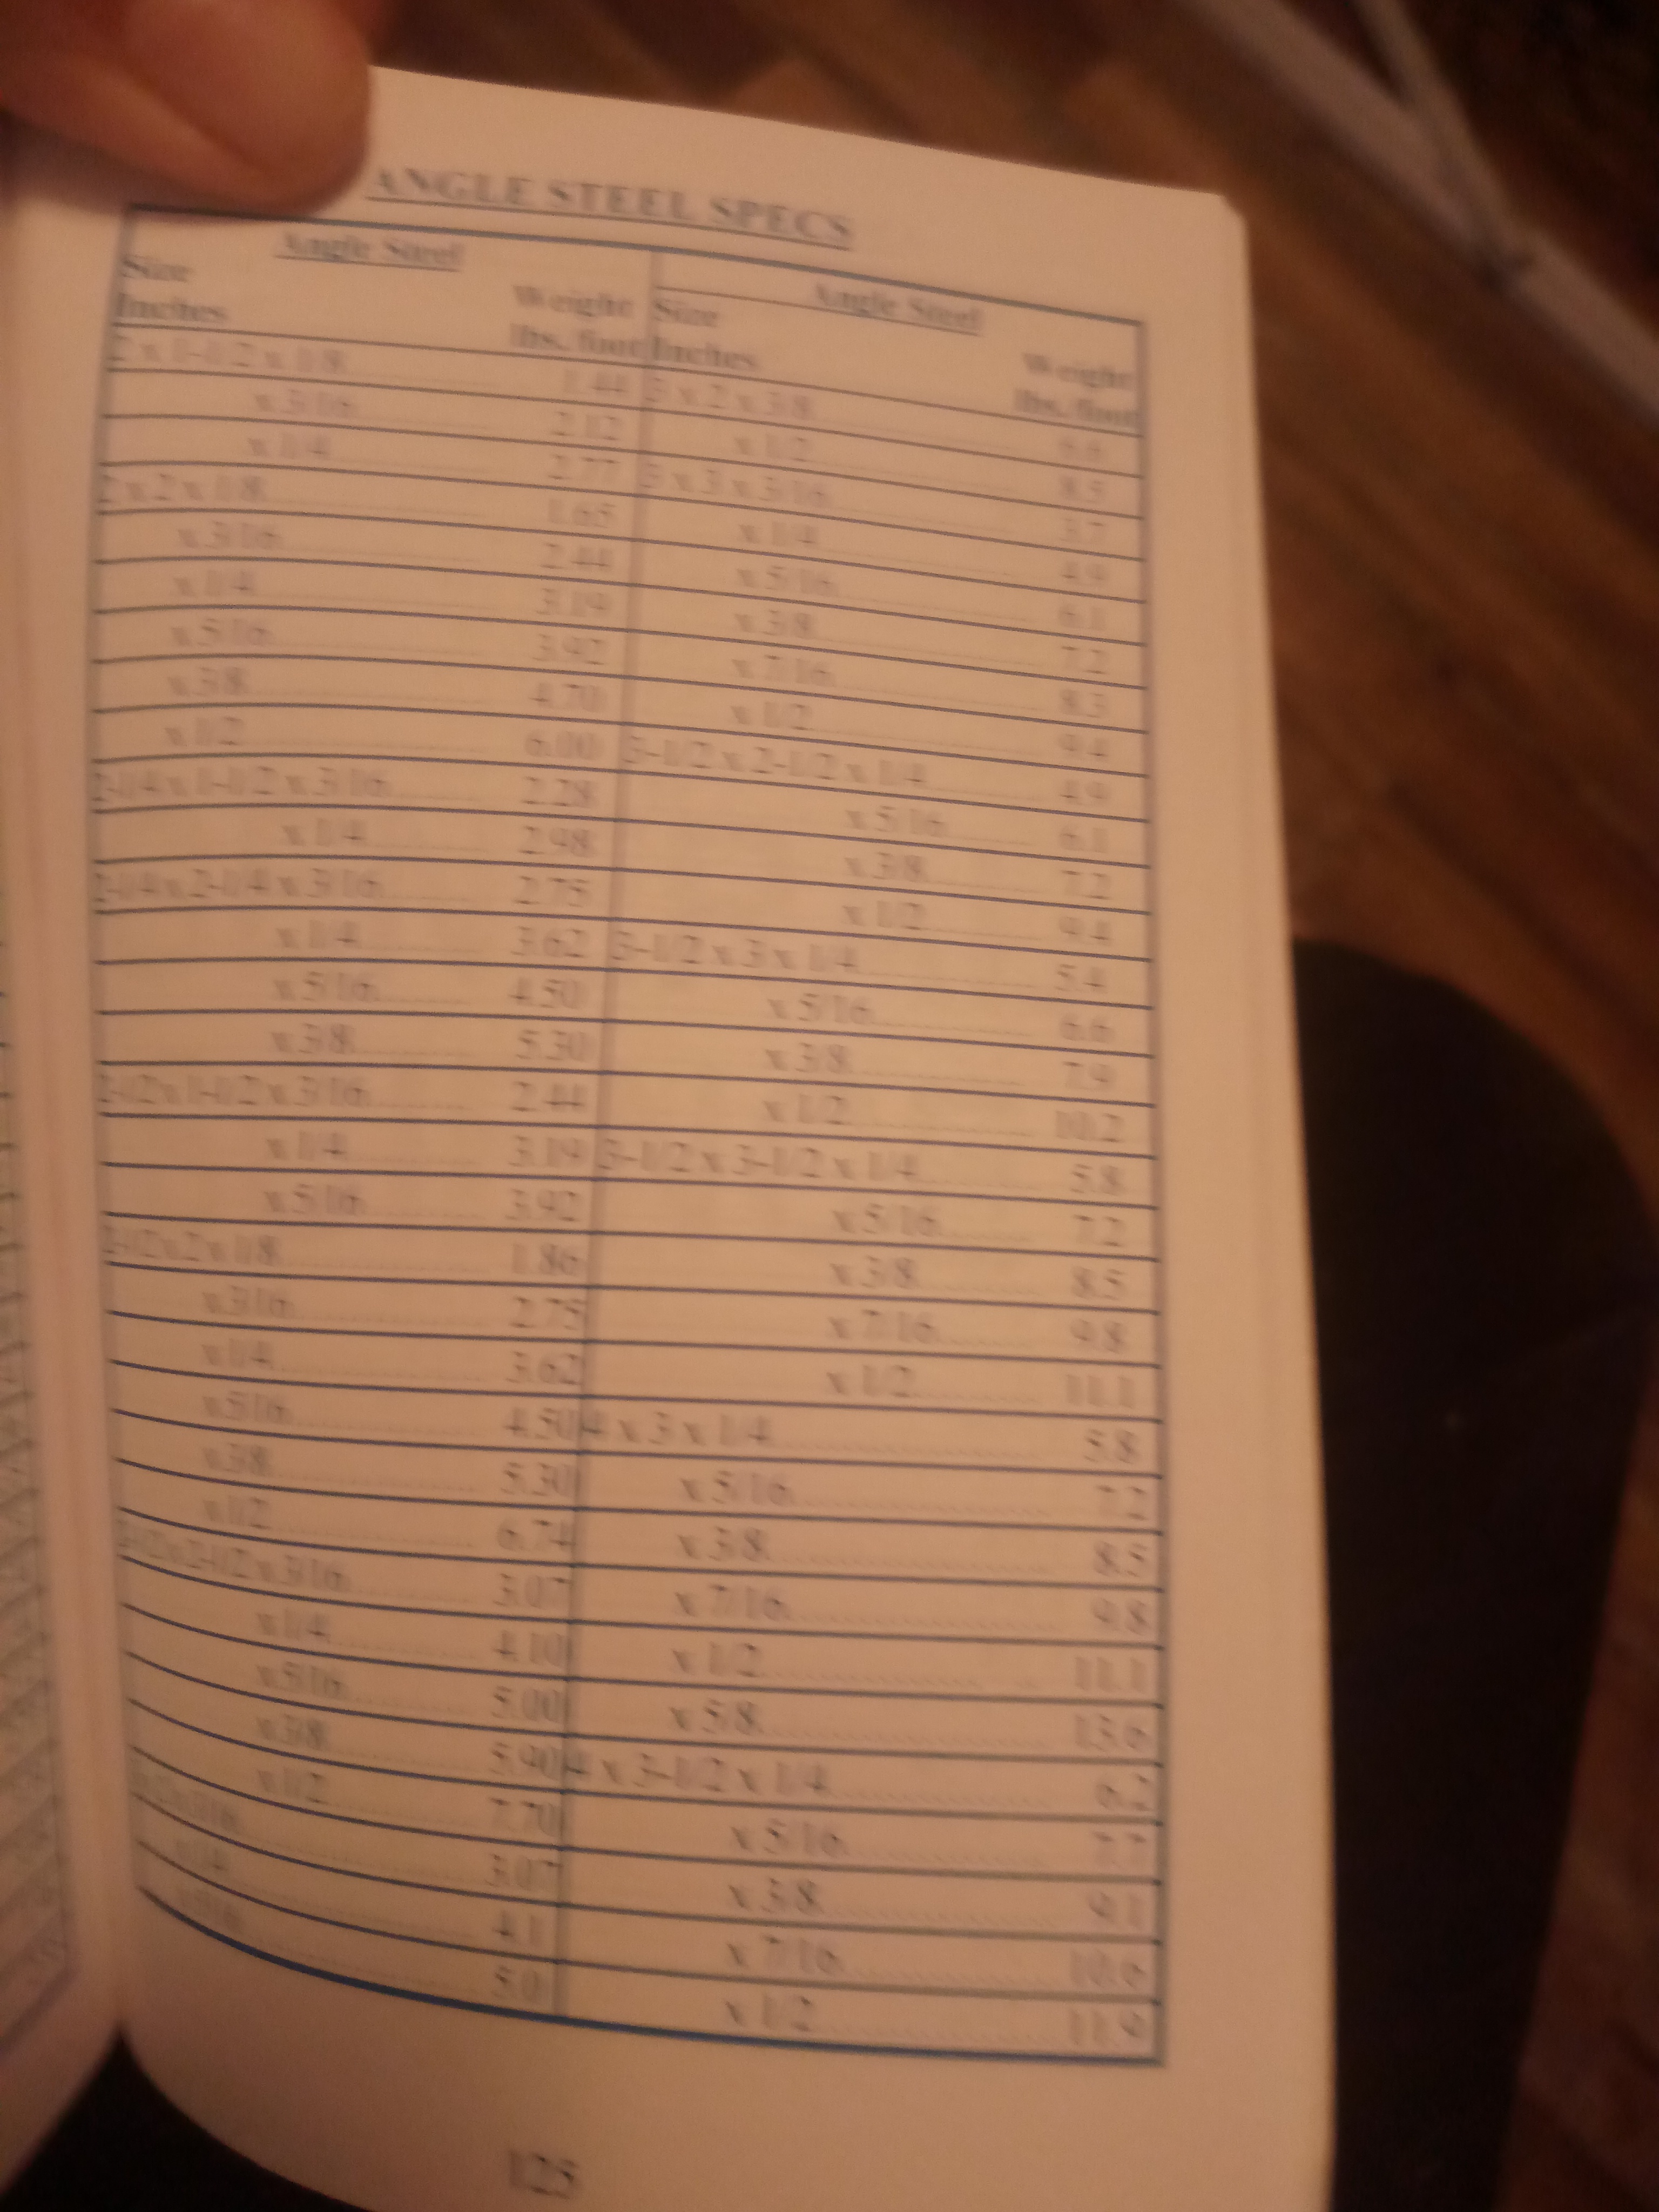 ANGLE STEEL SPECS
Angle Steel
Size
Inches
Weight
lbs./foot
2 x 1-1/2 x 1/8 1.44
x 3/16 2.12
x 1/4 2.77
2 x 2 x 1/8 1.65
x 3/16 2.44
x 1/4 3.19
x 5/16 3.92
x 3/8 4.70
x 1/2 6.00
2-1/4 x 1-1/2 x 3/16 2.28
x 1/4 2.98
2-1/4 x 2-1/4 x 3/16 2.75
x 1/4 3.62
x 5/16 4.50
x 3/8 5.30
2-1/2 x 1-1/2 x 3/16 2.44
x 1/4 3.19
x 5/16 3.92
2-1/2 x 2 x 1/8 1.86
x 3/16 2.75
x 1/4 3.62
x 5/16 4.50
x 3/8 5.30
x 1/2 6.74
2-1/2 x 2-1/2 x 3/16 3.07
x 1/4 4.10
x 5/16 5.00
x 3/8 5.90
x 1/2 7.70
3.07
4.1
5.0
Angle Steel
Size
Inches
Weight
lbs./foot
3 x 2 x 3/8 6.6
x 1/2 8.5
3 x 3 x 3/16 3.7
x 1/4 4.9
x 5/16 6.1
x 3/8 7.2
x 7/16 8.3
x 1/2 9.4
3-1/2 x 2-1/2 x 1/4 4.9
x 5/16 6.1
x 3/8 7.2
x 1/2 9.4
3-1/2 x 3 x 1/4 5.4
x 5/16 6.6
x 3/8 7.9
x 1/2 10.2
3-1/2 x 3-1/2 x 1/4 5.8
x 5/16 7.2
x 3/8 8.5
x 7/16 9.8
x 1/2 11.1
4 x 3 x 1/4 5.8
x 5/16 7.2
x 3/8 8.5
x 7/16 9.8
x 1/2 11.1
x 5/8 13.6
4 x 3-1/2 x 1/4 6.2
x 5/16 7.7
x 3/8 9.1
x 7/16 10.6
x 1/2 11.9
125